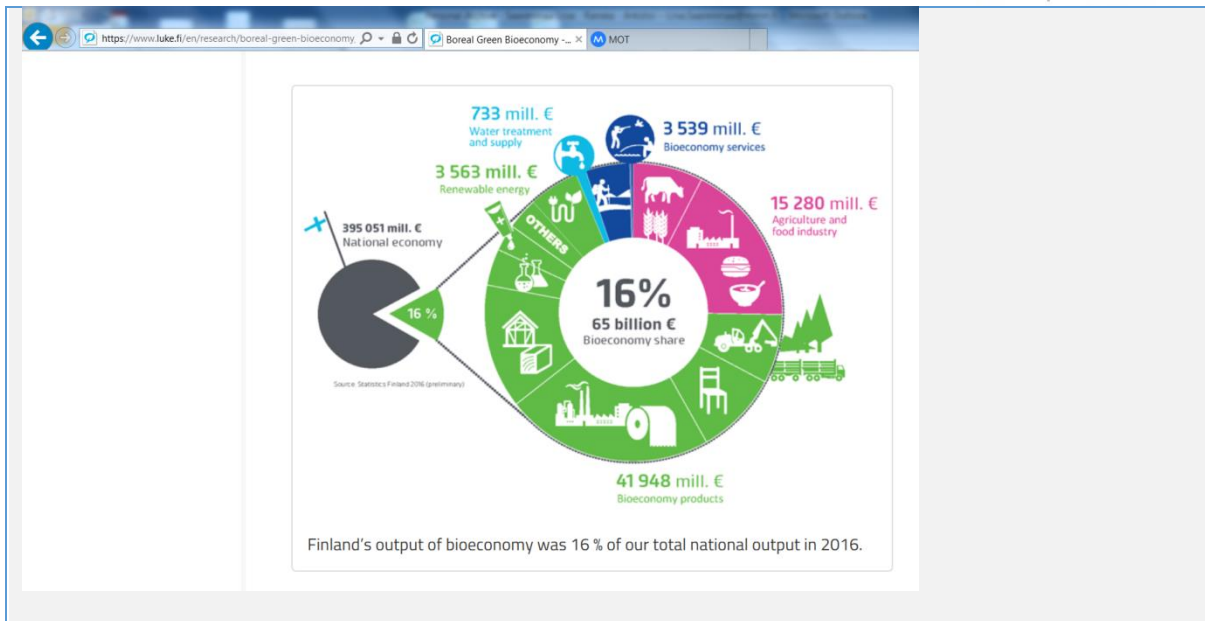 https://www.luke.fi/en/research/boreal-green-bioeconomy
Boreal Green Bioeconomy -...
MOT
733 mill. €
Water treatment
and supply
3 539 mill. €
Bioeconomy services
3 563 mill. €
Renewable energy
15 280 mill. €
Agriculture and
food industry
395 051 mill. €
National economy
OTHERS
16 %
16%
65 billion €
Bioeconomy share
Source: Statistics Finland 2016 (preliminary)
41 948 mill. €
Bioeconomy products
Finland's output of bioeconomy was 16 % of our total national output in 2016.